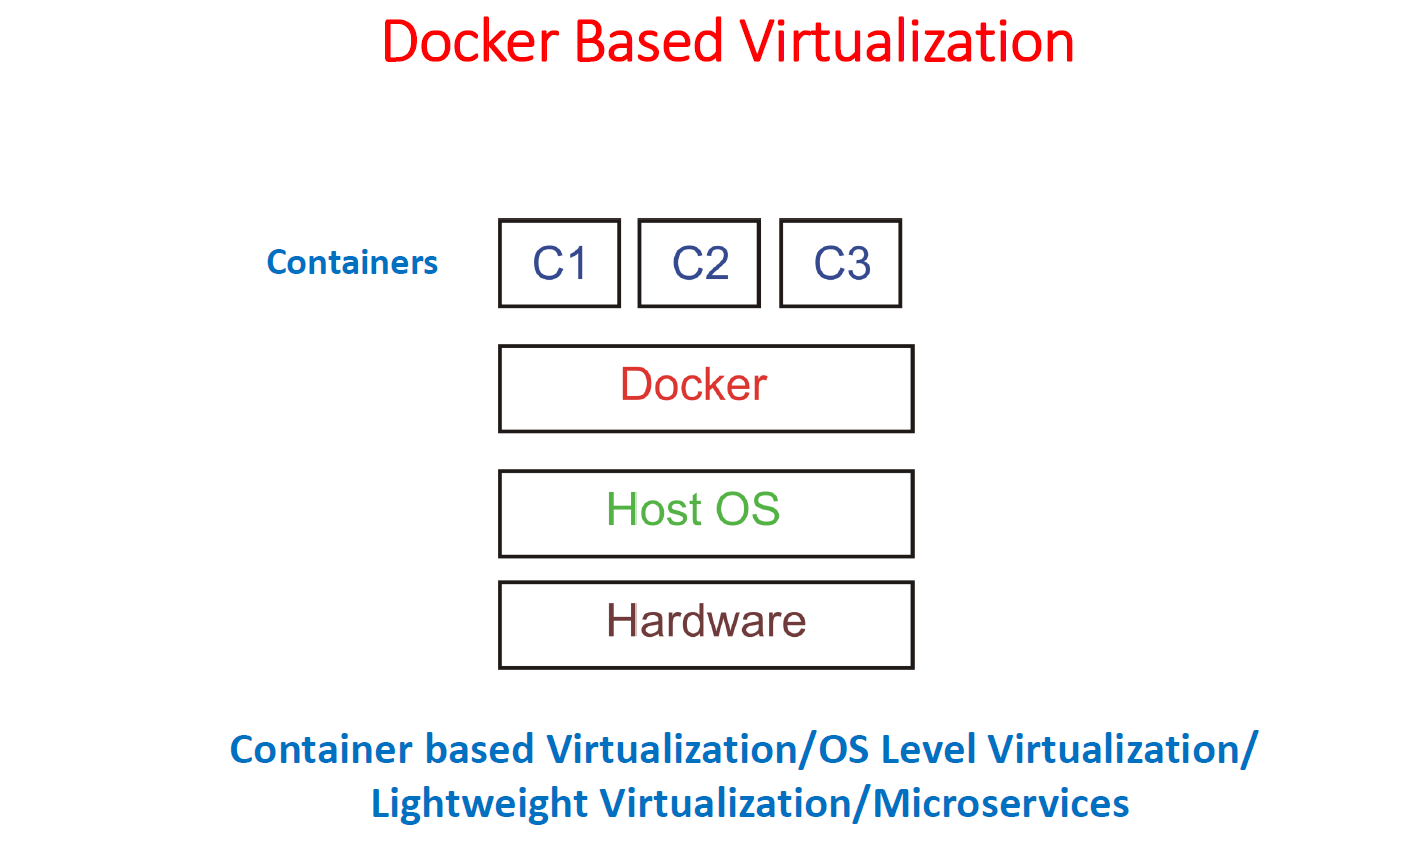 Docker Based Virtualization
Containers
C1 C2 C3
Docker
Host OS
Hardware
Container based Virtualization/OS Level Virtualization/
Lightweight Virtualization/Microservices